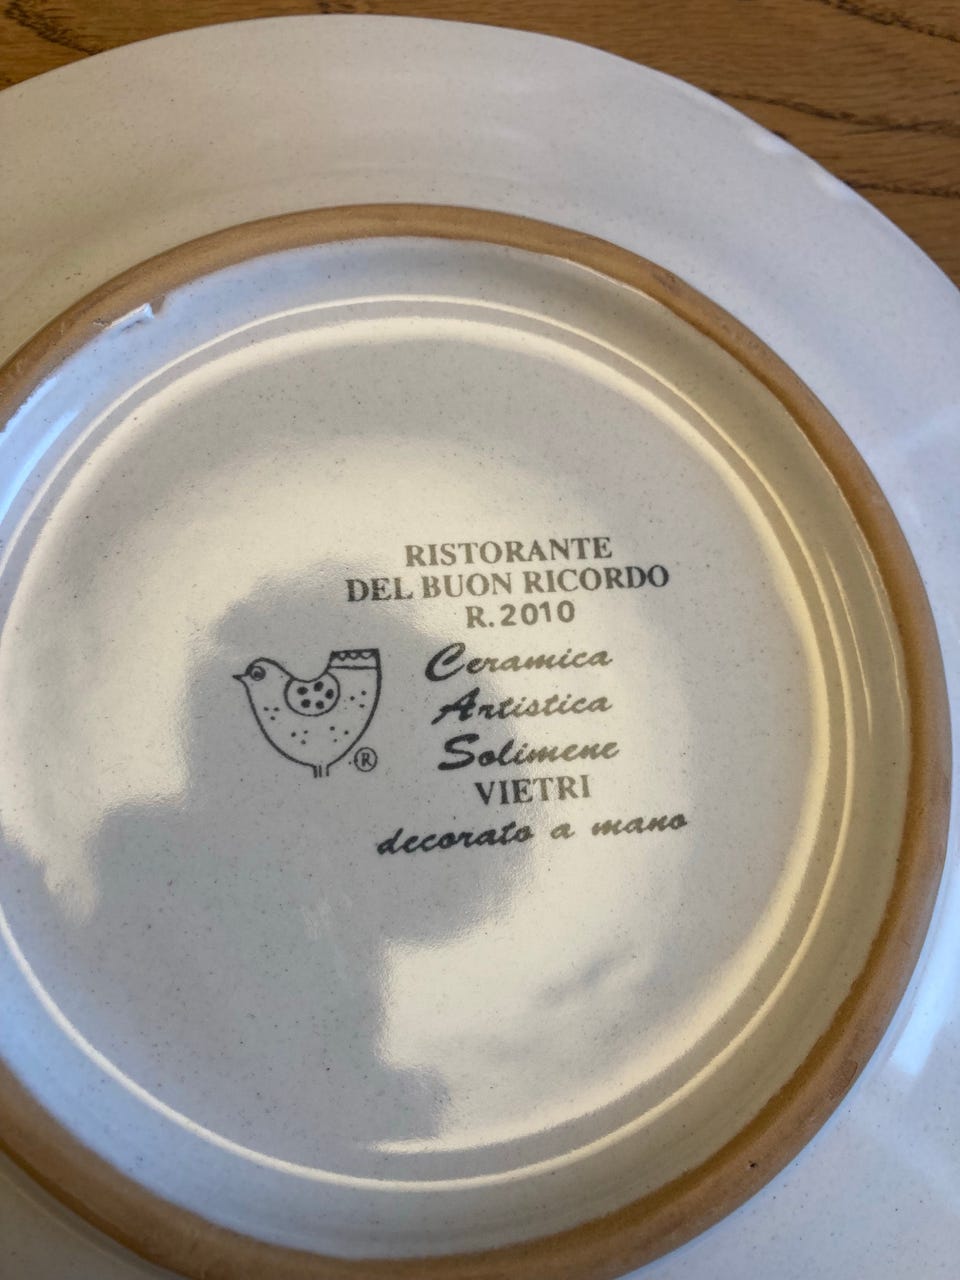 RISTORANTE
DEL BUON RICORDO
R. 2010
Ceramica
Artistica
Solimene
VIETRI
decorato a mano
®